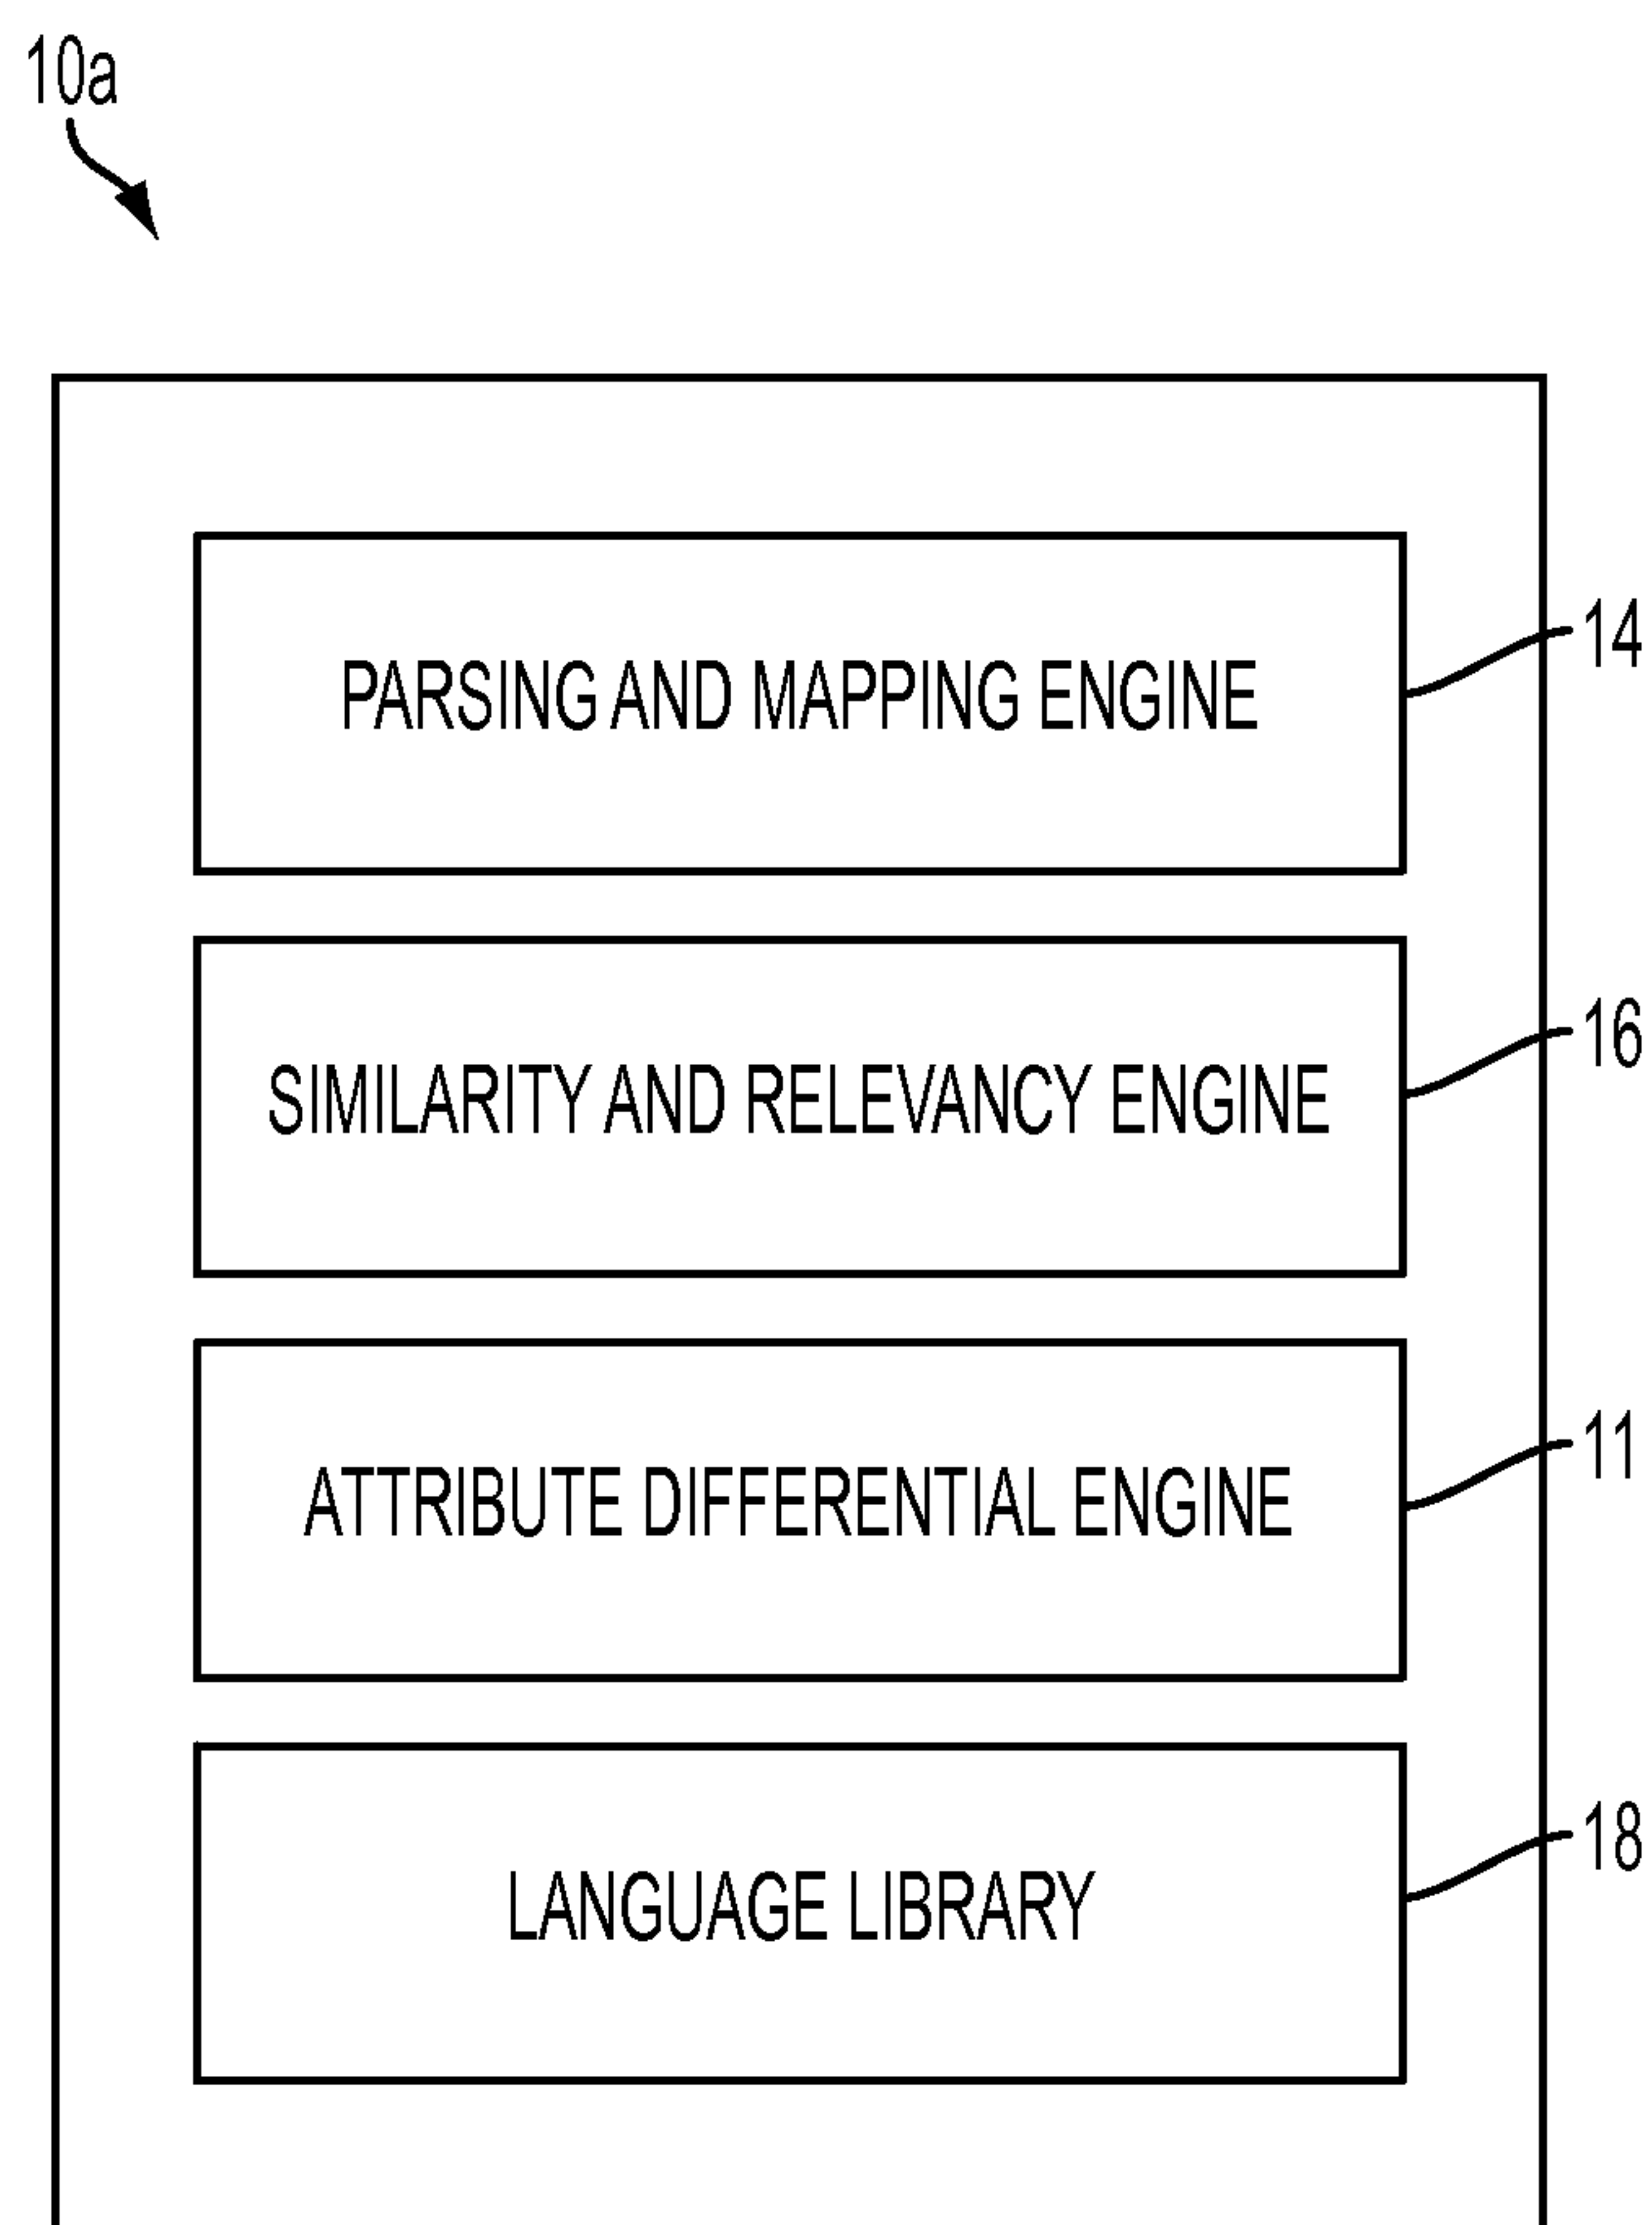 10a
PARSING AND MAPPING ENGINE
14
SIMILARITY AND RELEVANCY ENGINE
16
ATTRIBUTE DIFFERENTIAL ENGINE
11
LANGUAGE LIBRARY
18